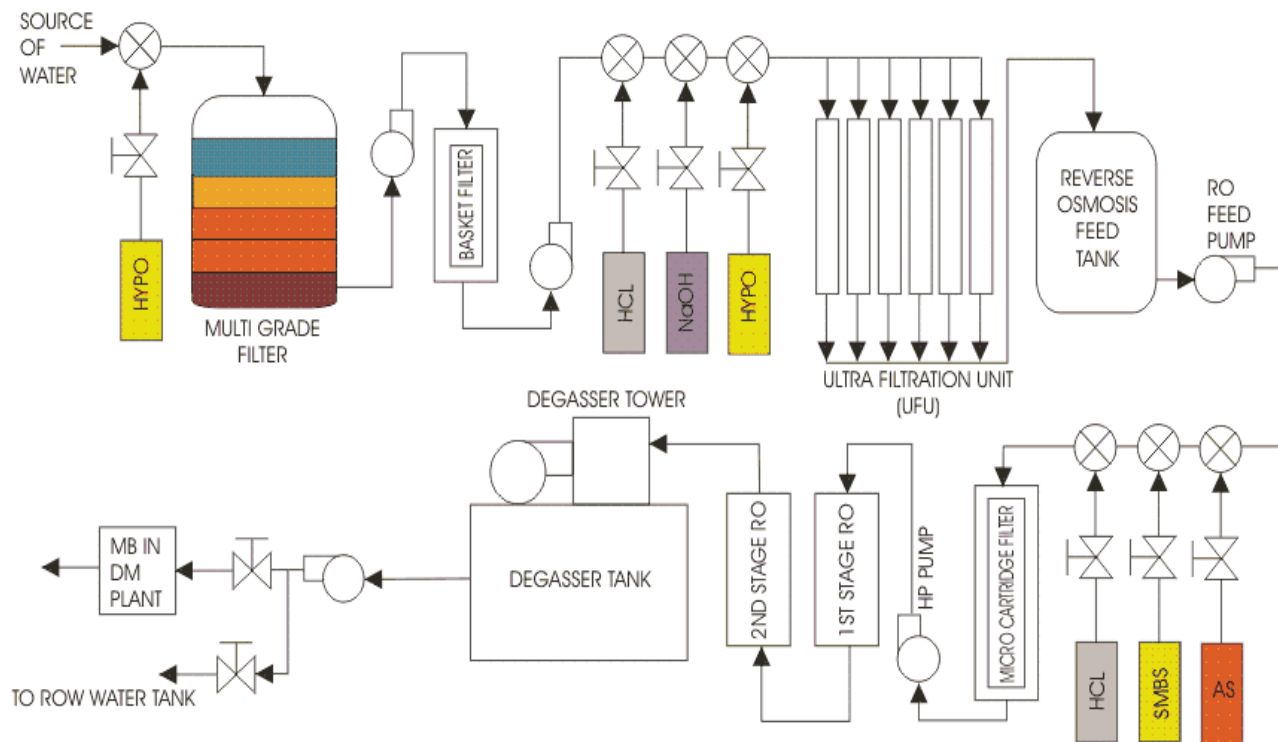 SOURCE
OF
WATER
HYPO
MULTI GRADE
FILTER
BASKET FILTER
HCL
NaOH
HYPO
ULTRA FILTRATION UNIT
(UFU)
REVERSE
OSMOSIS
FEED
TANK
RO
FEED
PUMP
DEGASSER TOWER
MB IN
DM
PLANT
DEGASSER TANK
2ND STAGE RO
1ST STAGE RO
HP PUMP
MICRO CARTRIDGE FILTER
HCL
SMBS
AS
TO ROW WATER TANK